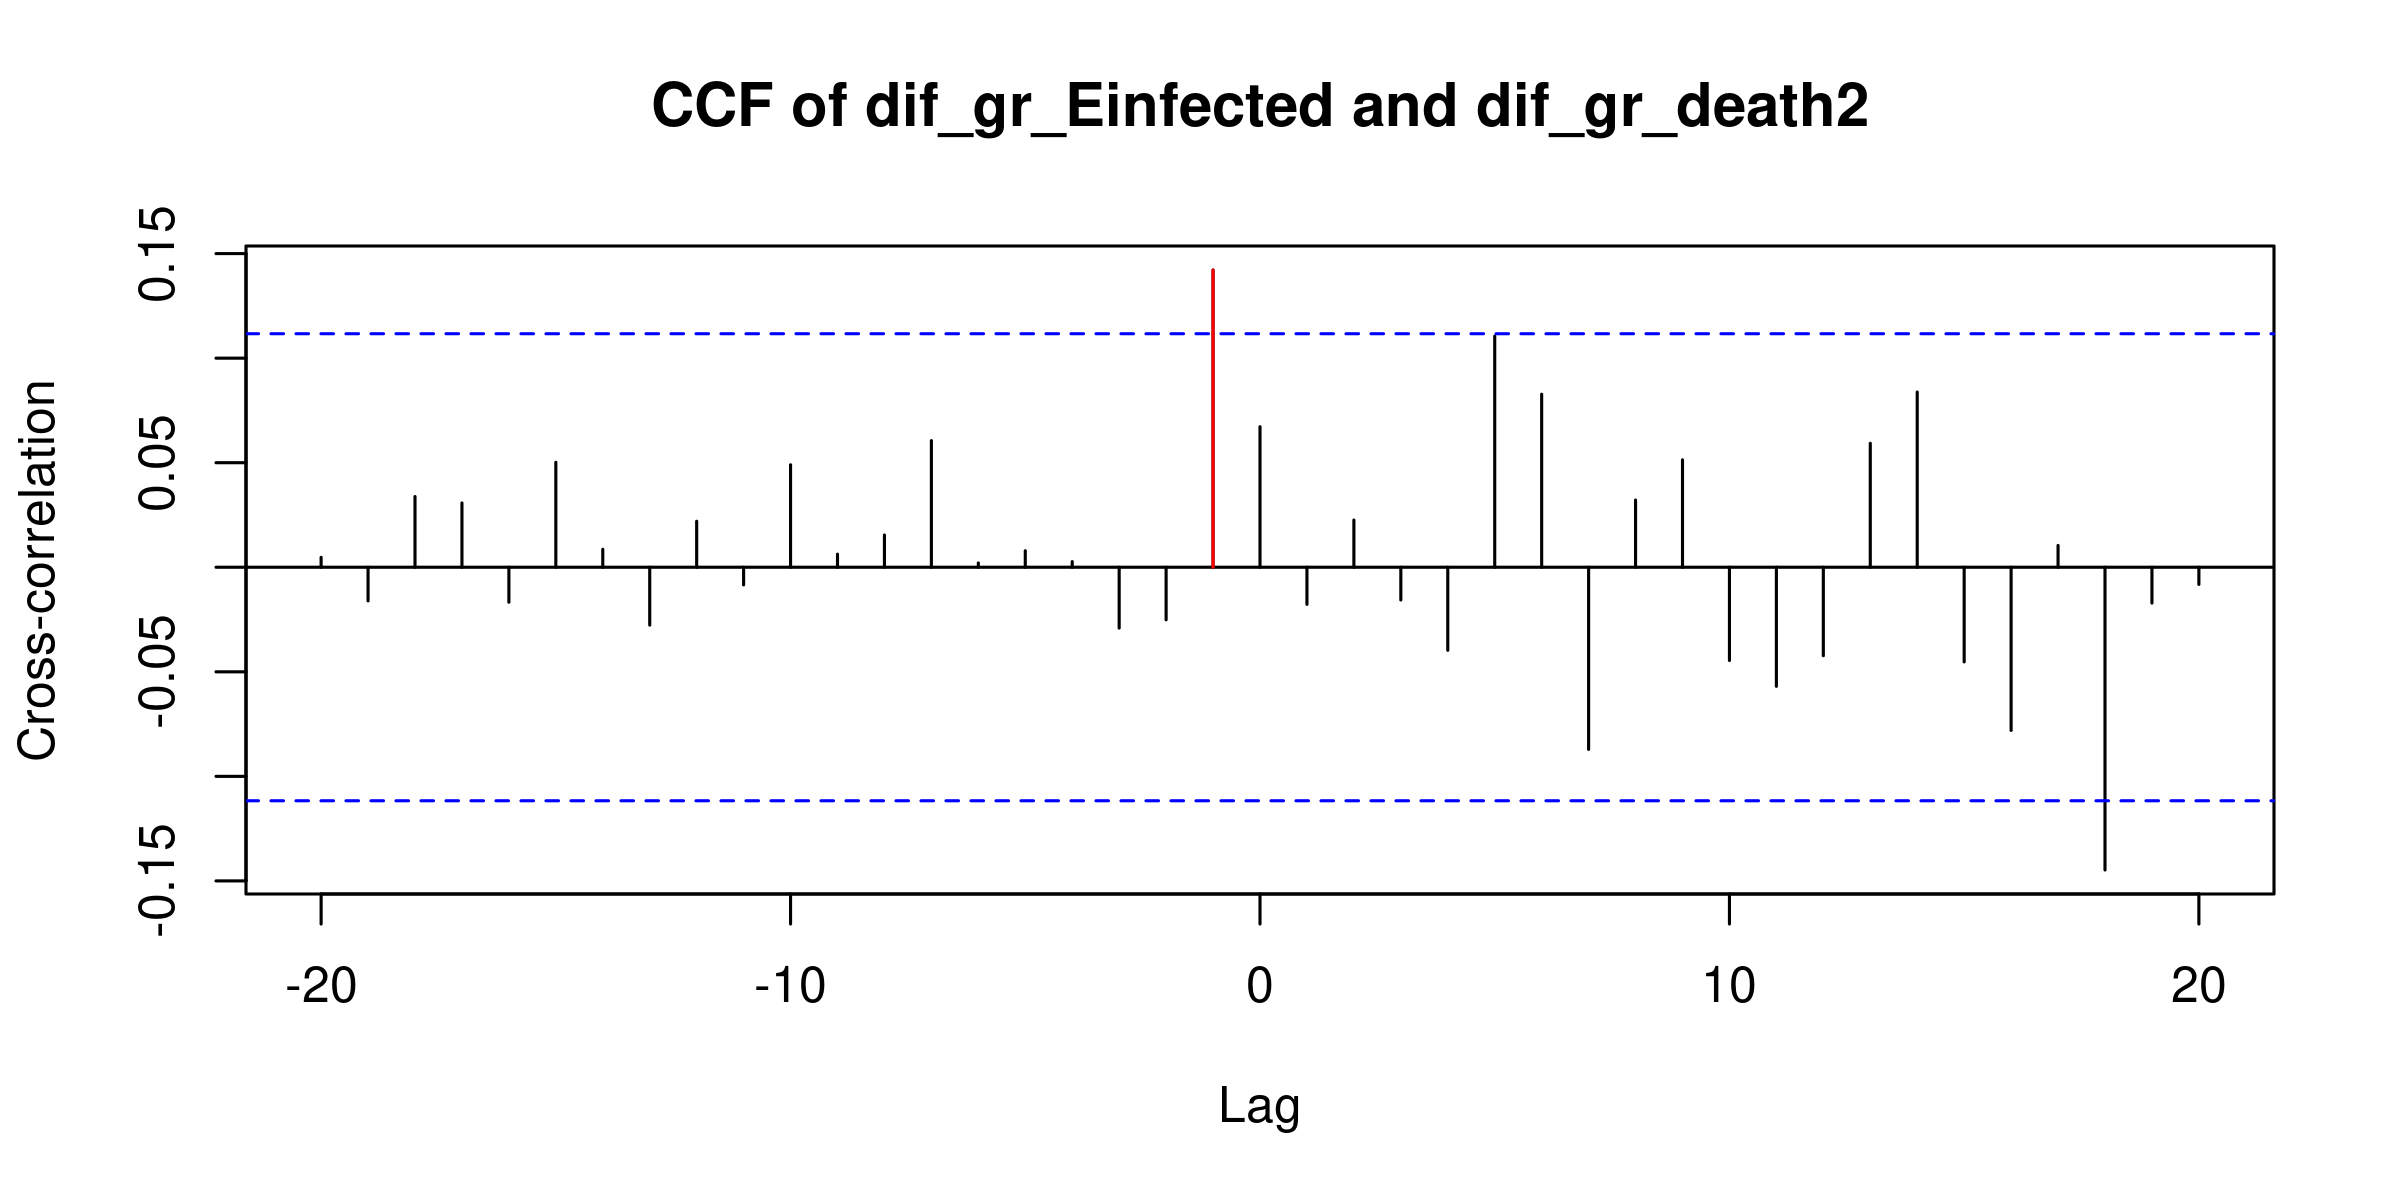 CCF of dif_gr_Einfected and dif_gr_death2
Cross-correlation
0.15
0.05
-0.05
-0.15
-20 -10 0 10 20
Lag